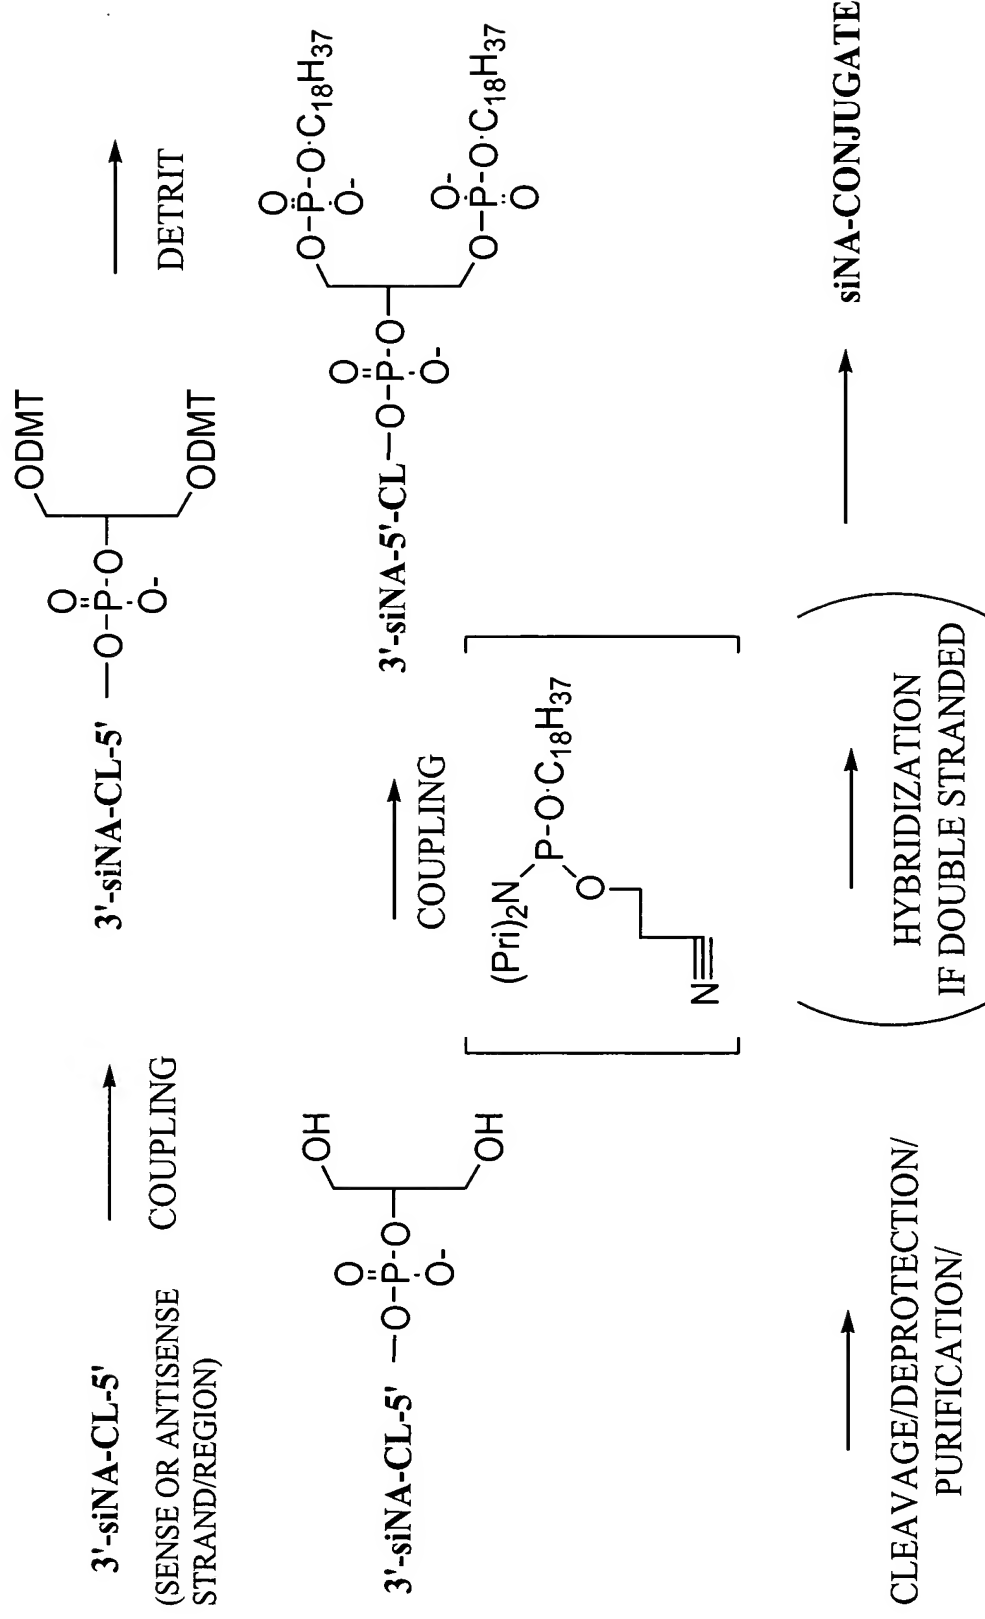 3'-siNA-CL-5'
(SENSE OR ANTISENSE
STRAND/REGION)
COUPLING
3'-siNA-CL-5' —O-P-O
O
O-
ODMT
ODMT
DETRIT
3'-siNA-CL-5' —O-P-O
O
O-
OH
OH
COUPLING
(Pri)2N
P-O·C18H37
O
N
3'-siNA-5'-CL—O-P-O
O
O-
O
O-P-O·C18H37
O-
O-
O-P-O·C18H37
O
CLEAVAGE/DEPROTECTION/
PURIFICATION/
HYBRIDIZATION
IF DOUBLE STRANDED
siNA-CONJUGATE